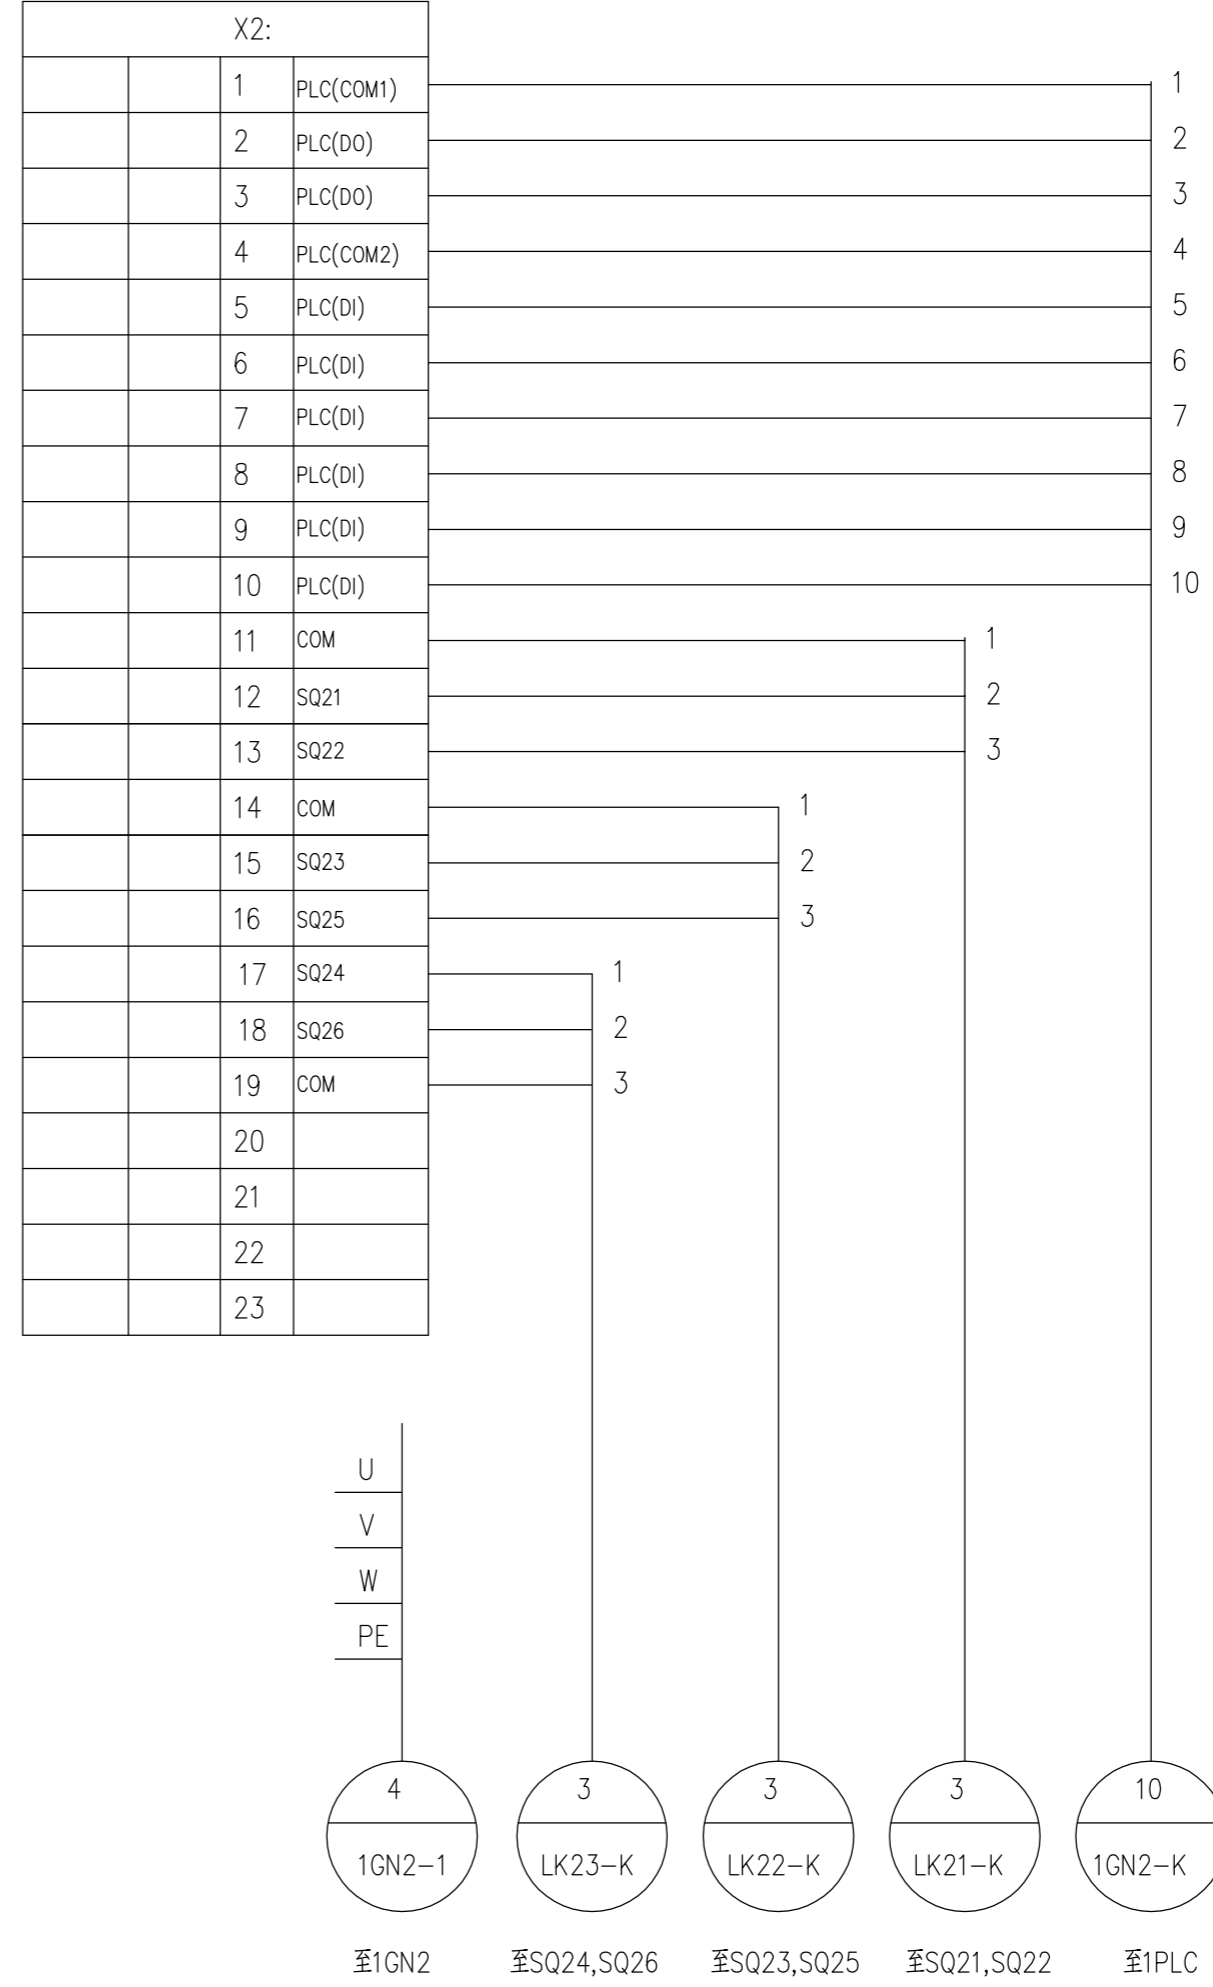 X2:
1 PLC(COM1) 1
2 PLC(DO) 2
3 PLC(DO) 3
4 PLC(COM2) 4
5 PLC(DI) 5
6 PLC(DI) 6
7 PLC(DI) 7
8 PLC(DI) 8
9 PLC(DI) 9
10 PLC(DI) 10
11 COM 1
12 SQ21 2
13 SQ22 3
14 COM 1
15 SQ23 2
16 SQ25 3
17 SQ24 1
18 SQ26 2
19 COM 3
20
21
22
23
U
V
W
PE
4 3 3 3 10
1GN2-1 LK23-K LK22-K LK21-K 1GN2-K
至1GN2 至SQ24,SQ26 至SQ23,SQ25 至SQ21,SQ22 至1PLC